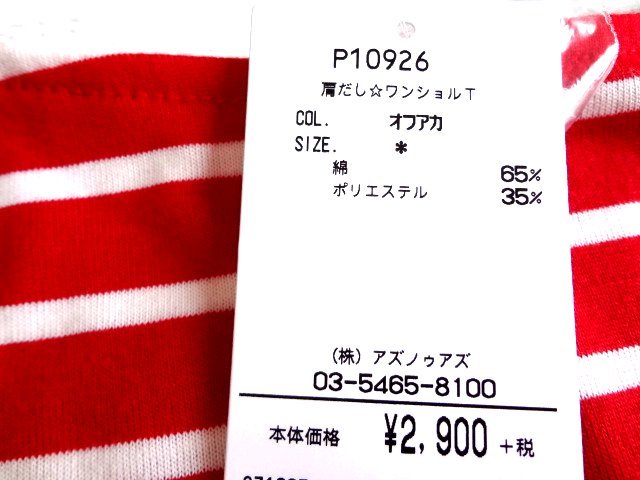 P10926
肩だし☆ワンショルT
COL. オフアカ
SIZE. *
綿 65%
ポリエステル 35%
(株) アズノゥアズ
03-5465-8100
本体価格 ¥2,900 +税